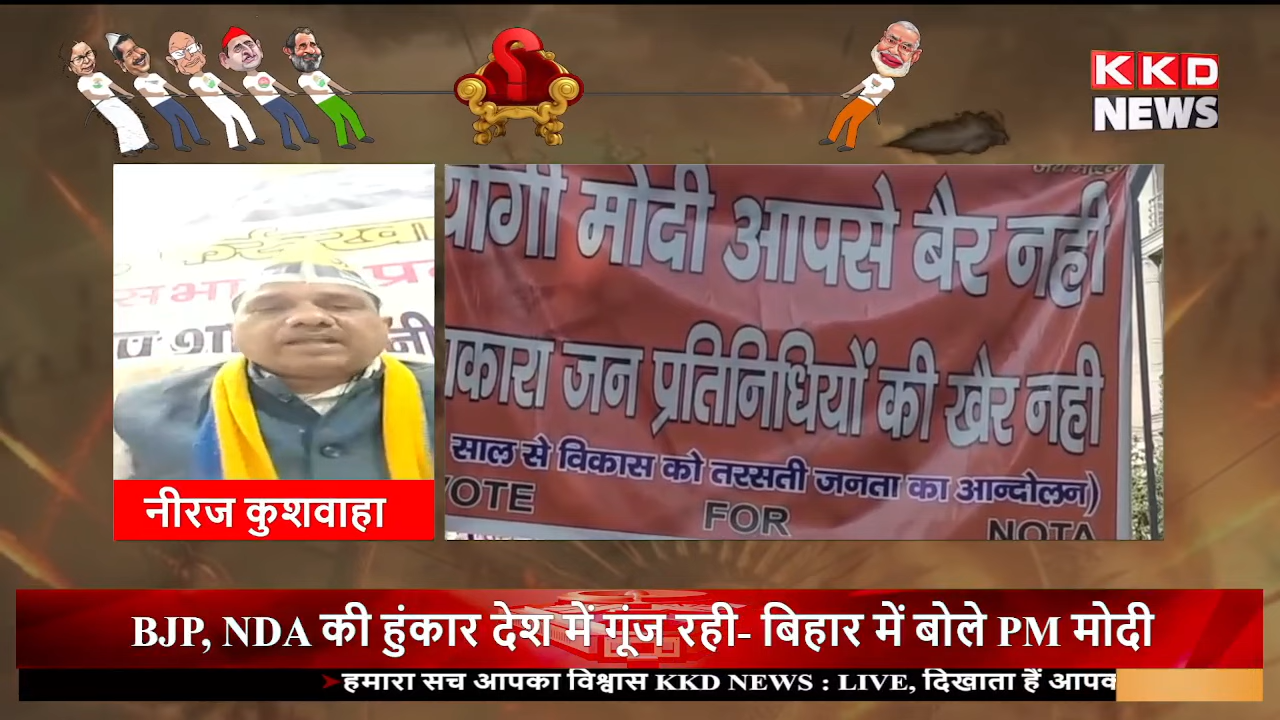 ?
KKD
NEWS
योगी मोदी आपसे बैर नही
जन प्रतिनिधियों की खैर नही
साल से विकास को तरसती जनता का आन्दोलन)
VOTE FOR NOTA
नीरज कुशवाहा
BJP, NDA की हुंकार देश में गूंज रही- बिहार में बोले PM मोदी
हमारा सच आपका विश्वास KKD NEWS : LIVE, दिखाता हैं